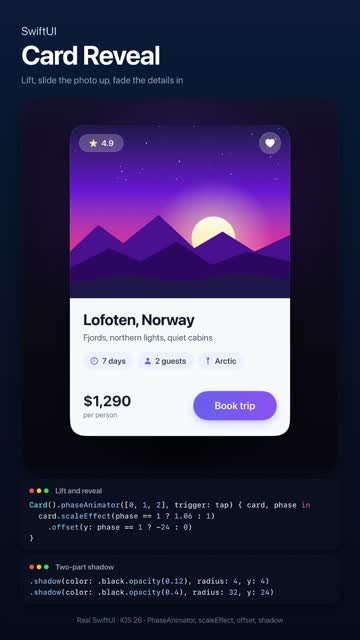 SwiftUI
Card Reveal
Lift, slide the photo up, fade the details in
4.9
Lofoten, Norway
Fjords, northern lights, quiet cabins
7 days
2 guests
Arctic
$1,290
per person
Book trip
Lift and reveal
Card().phaseAnimator([0, 1, 2], trigger: tap) { card, phase in
card.scaleEffect(phase == 1 ? 1.06 : 1)
.offset(y: phase == 1 ? -24 : 0)
}
Two-part shadow
.shadow(color: .black.opacity(0.12), radius: 4, y: 4)
.shadow(color: .black.opacity(0.4), radius: 32, y: 24)
Real SwiftUI · iOS 26 · PhaseAnimator, scaleEffect, offset, shadow